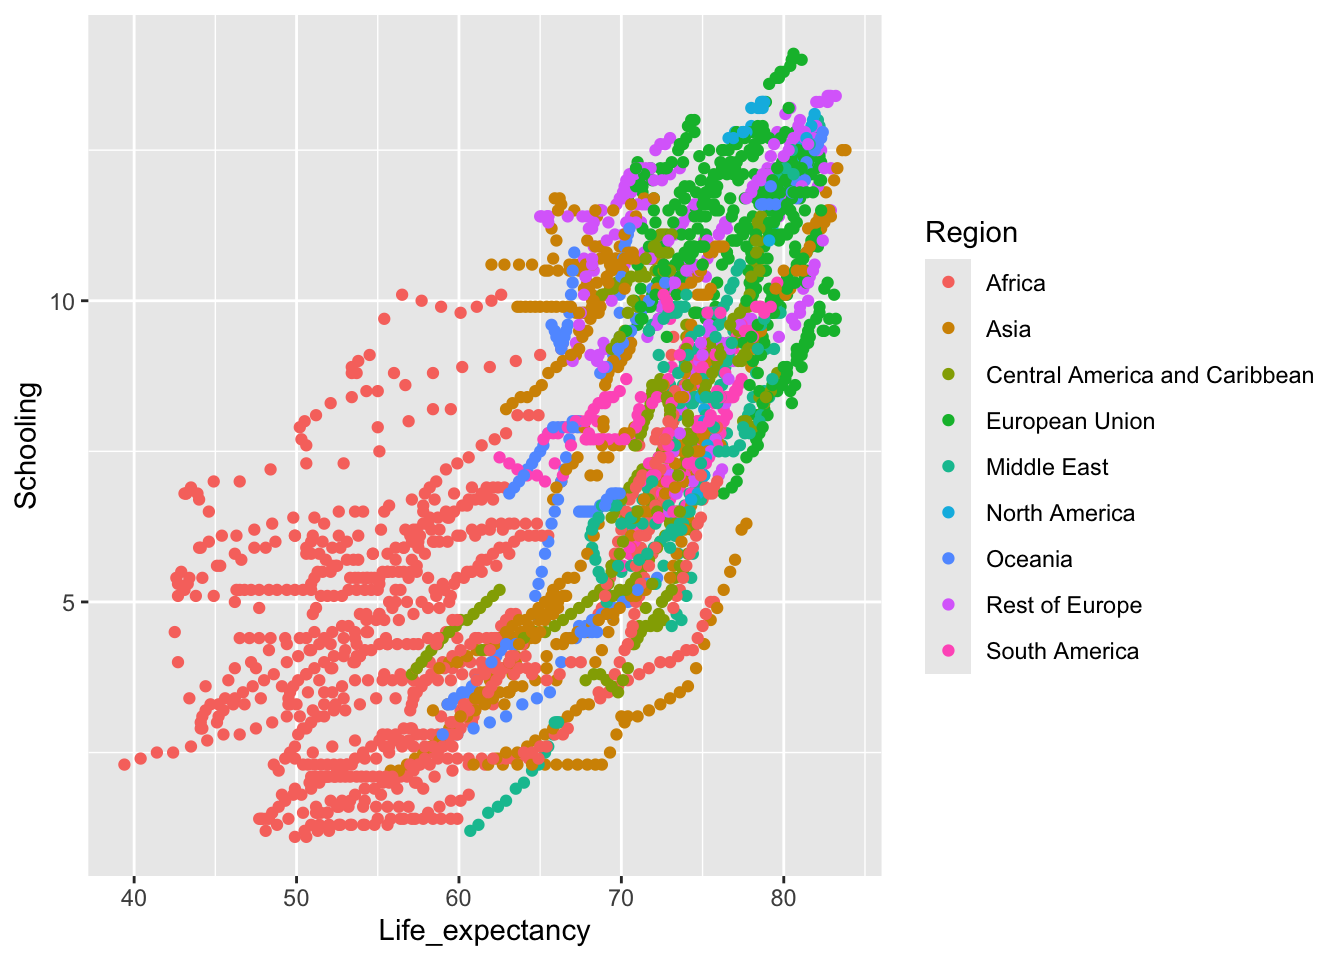 Schooling
10
5
40 50 60 70 80
Life_expectancy
Region
Africa
Asia
Central America and Caribbean
European Union
Middle East
North America
Oceania
Rest of Europe
South America